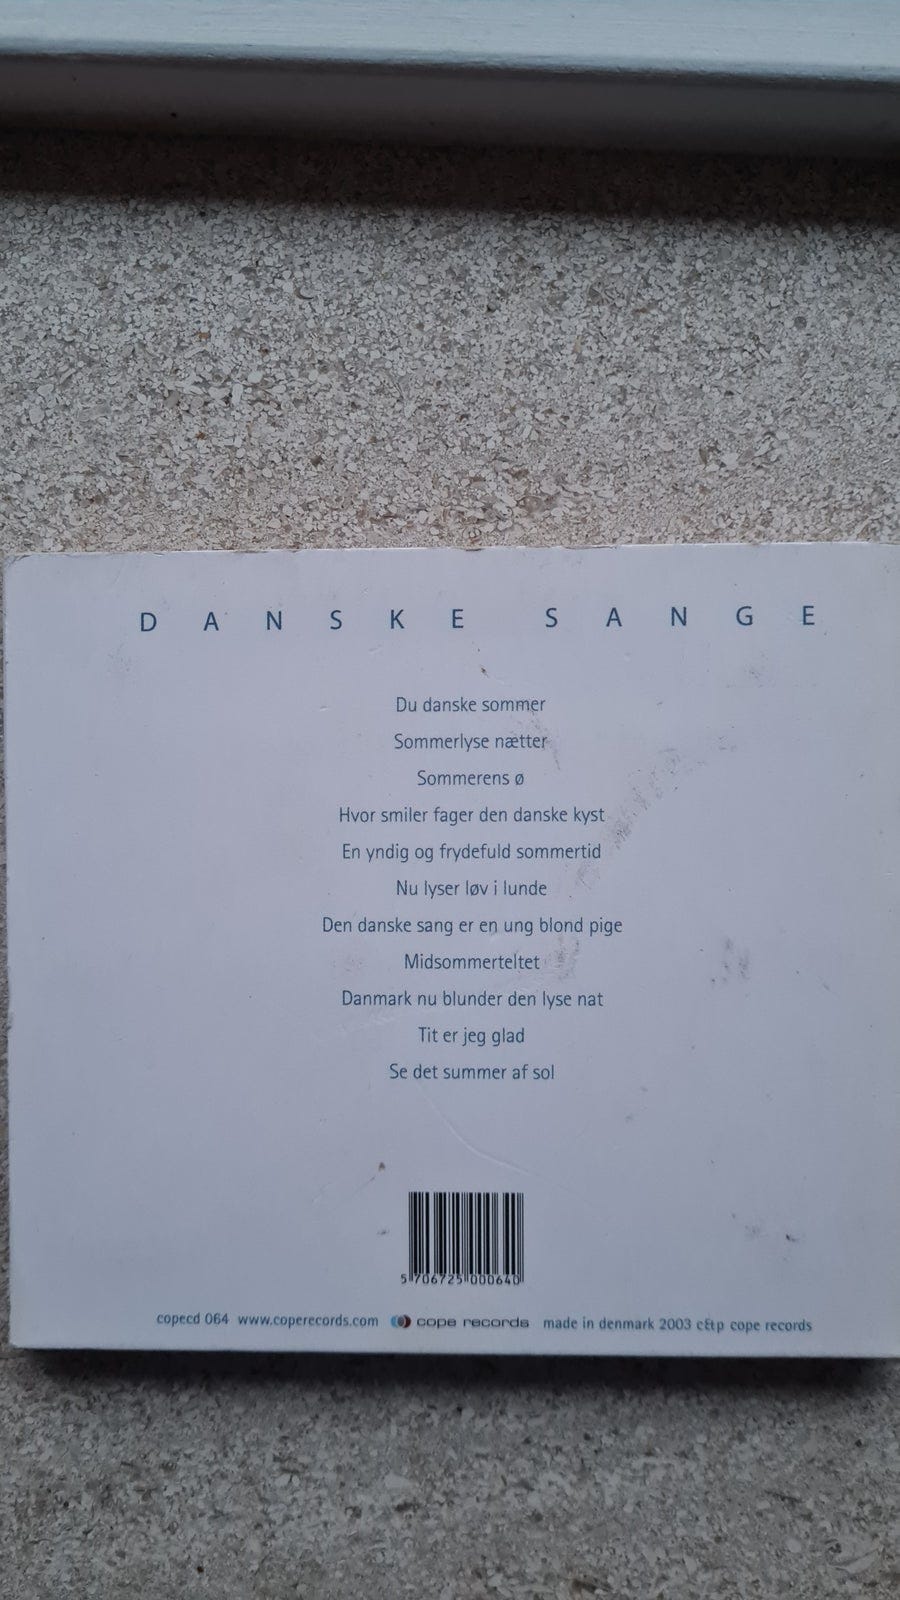 DANSKE SANGE
Du danske sommer
Sommerlyse nætter
Sommerens ø
Hvor smiler fager den danske kyst
En yndig og frydefuld sommertid
Nu lyser løv i lunde
Den danske sang er en ung blond pige
Midsommerteltet
Danmark nu blunder den lyse nat
Tit er jeg glad
Se det summer af sol
5 706725 000640
copecd 064 www.coperecords.com cope records made in denmark 2003 c&p cope records